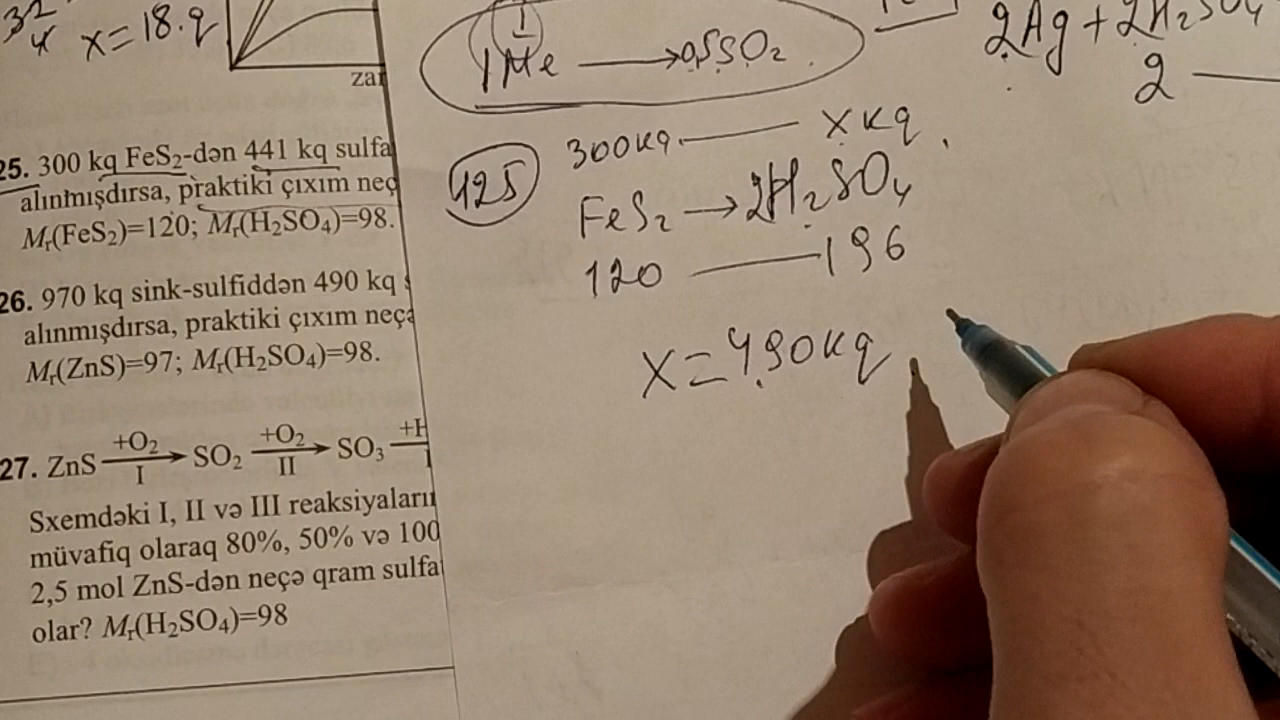 x=18.q
zar
25. 300 kq FeS₂-dən 441 kq sulfa
alınmışdırsa, praktiki çıxım neç
Mᵣ(FeS₂)=120; Mᵣ(H₂SO₄)=98.
26. 970 kq sink-sulfiddən 490 kq s
alınmışdırsa, praktiki çıxım neçə
Mᵣ(ZnS)=97; Mᵣ(H₂SO₄)=98.
27. ZnS +O₂ I → SO₂ +O₂ II → SO₃ +H
Sxemdəki I, II və III reaksiyaların
müvafiq olaraq 80%, 50% və 100
2,5 mol ZnS-dən neçə qram sulfa
olar? Mᵣ(H₂SO₄)=98
1Me → 0,5SO₂
2Ag + 2H₂SO₄
2
125
300kq — x kq
FeS₂ → 2H₂SO₄
120 — 196
x=490kq